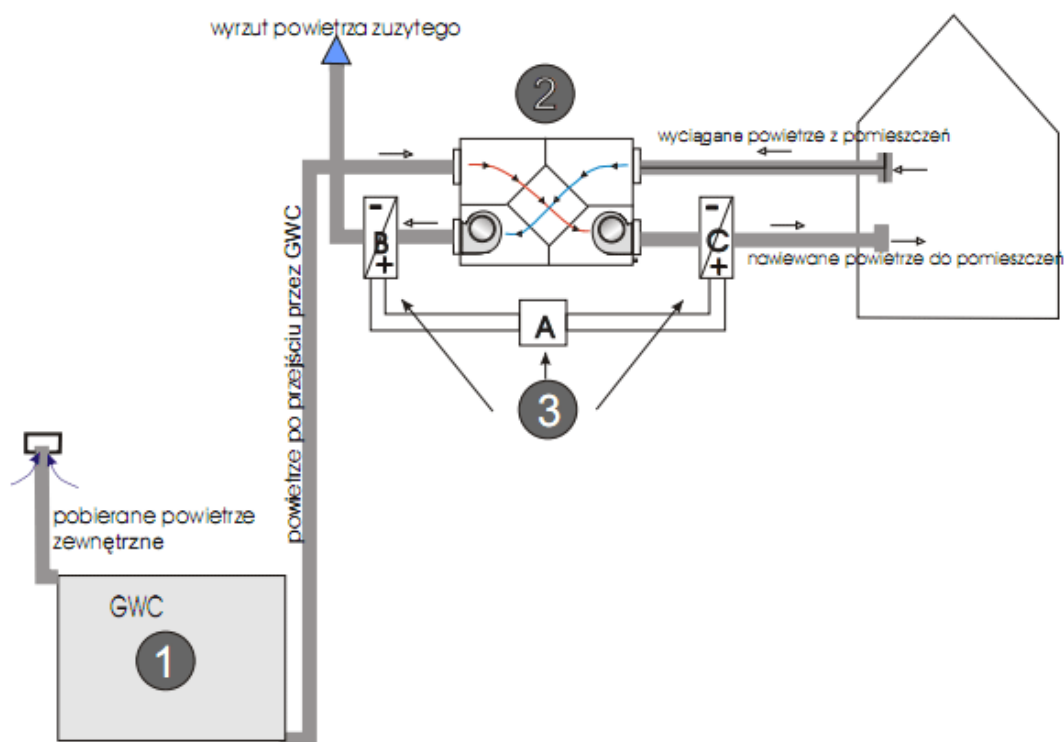 wyrzut powietrza zużytego
2
wyciągane powietrze z pomieszczeń
-
B
+
-
C
+
nawiewane powietrze do pomieszczeń
A
3
powietrze po przejściu przez GWC
pobierane powietrze
zewnętrzne
GWC
1